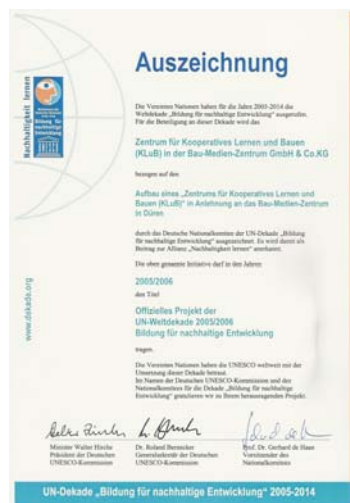 Auszeichnung
Die Vereinten Nationen haben für die Jahre 2005-2014 die
Weltdekade „Bildung für nachhaltige Entwicklung“ ausgerufen.
Für die Beteiligung an dieser Dekade wird das
Zentrum für Kooperatives Lernen und Bauen
(KLuB) in der Bau-Medien-Zentrum GmbH & Co.KG
bezogen auf den
Aufbau eines „Zentrums für Kooperatives Lernen und
Bauen (KLuB)“ in Anlehnung an das Bau-Medien-Zentrum
in Düren
durch das Deutsche Nationalkomitee der UN-Dekade „Bildung
für nachhaltige Entwicklung“ ausgezeichnet. Es wird damit als
Beitrag zur Allianz „Nachhaltigkeit lernen“ anerkannt.
Die oben genannte Initiative darf in den Jahren
2005/2006
den Titel
Offizielles Projekt der
UN-Weltdekade 2005/2006
Bildung für nachhaltige Entwicklung
tragen.
Die Vereinten Nationen haben die UNESCO weltweit mit der
Umsetzung dieser Dekade betraut.
Im Namen der Deutschen UNESCO-Kommission und des
Nationalkomitees für die Dekade „Bildung für nachhaltige
Entwicklung“ gratulieren wir zu Ihrem herausragenden Projekt.
Minister Walter Hirche
Präsident der Deutschen
UNESCO-Kommission
Dr. Roland Bernecker
Generalsekretär der Deutschen
UNESCO-Kommission
Prof. Dr. Gerhard de Haan
Vorsitzender des
Nationalkomitees
Nachhaltigkeit lernen
Bildung für
nachhaltige
Entwicklung
UNESCO
www.dekade.org
UN-Dekade „Bildung für nachhaltige Entwicklung“ 2005-2014